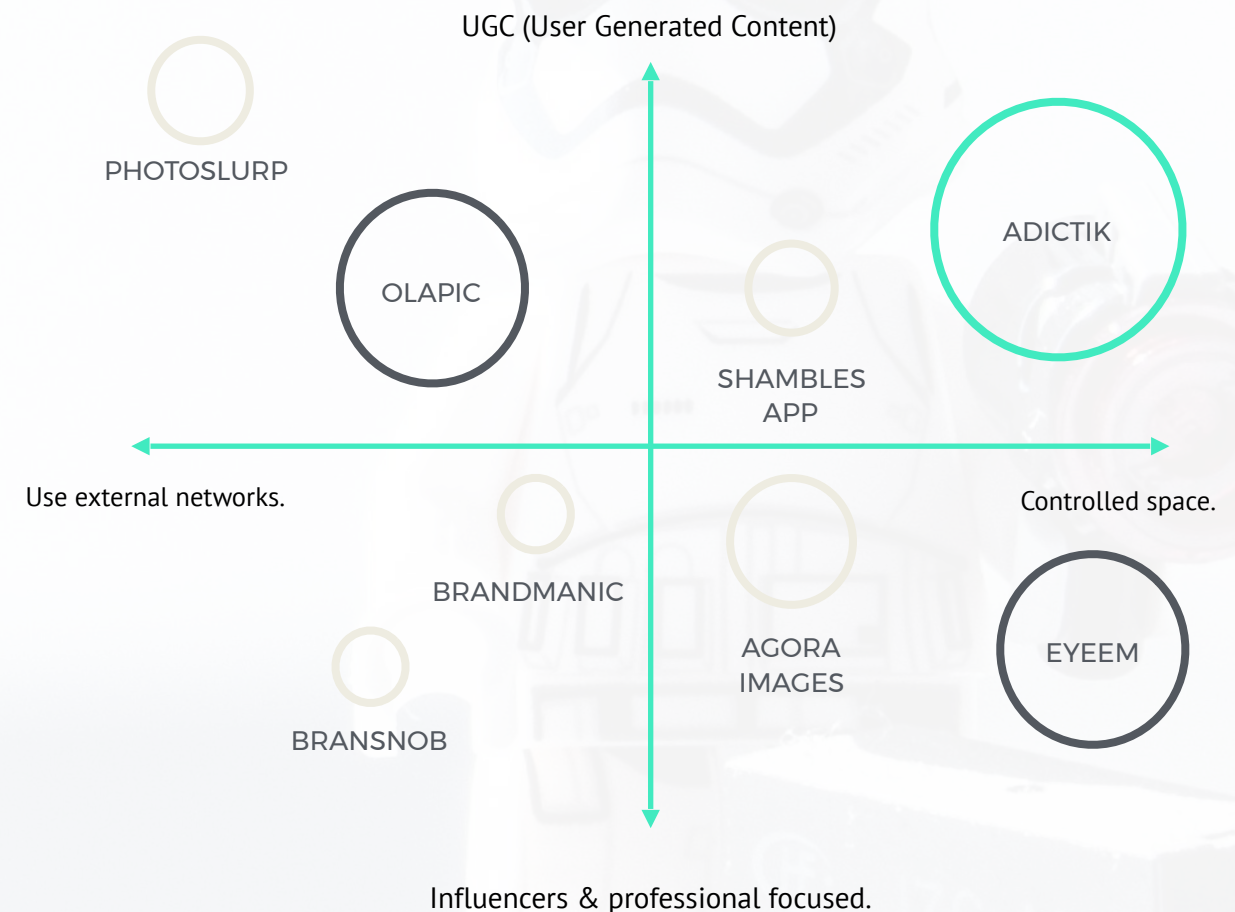 UGC (User Generated Content)
PHOTOSLURP
ADICTIK
OLAPIC
SHAMBLES
APP
Use external networks.
Controlled space.
BRANDMANIC
AGORA
IMAGES
EYEEM
BRANSNOB
Influencers & professional focused.